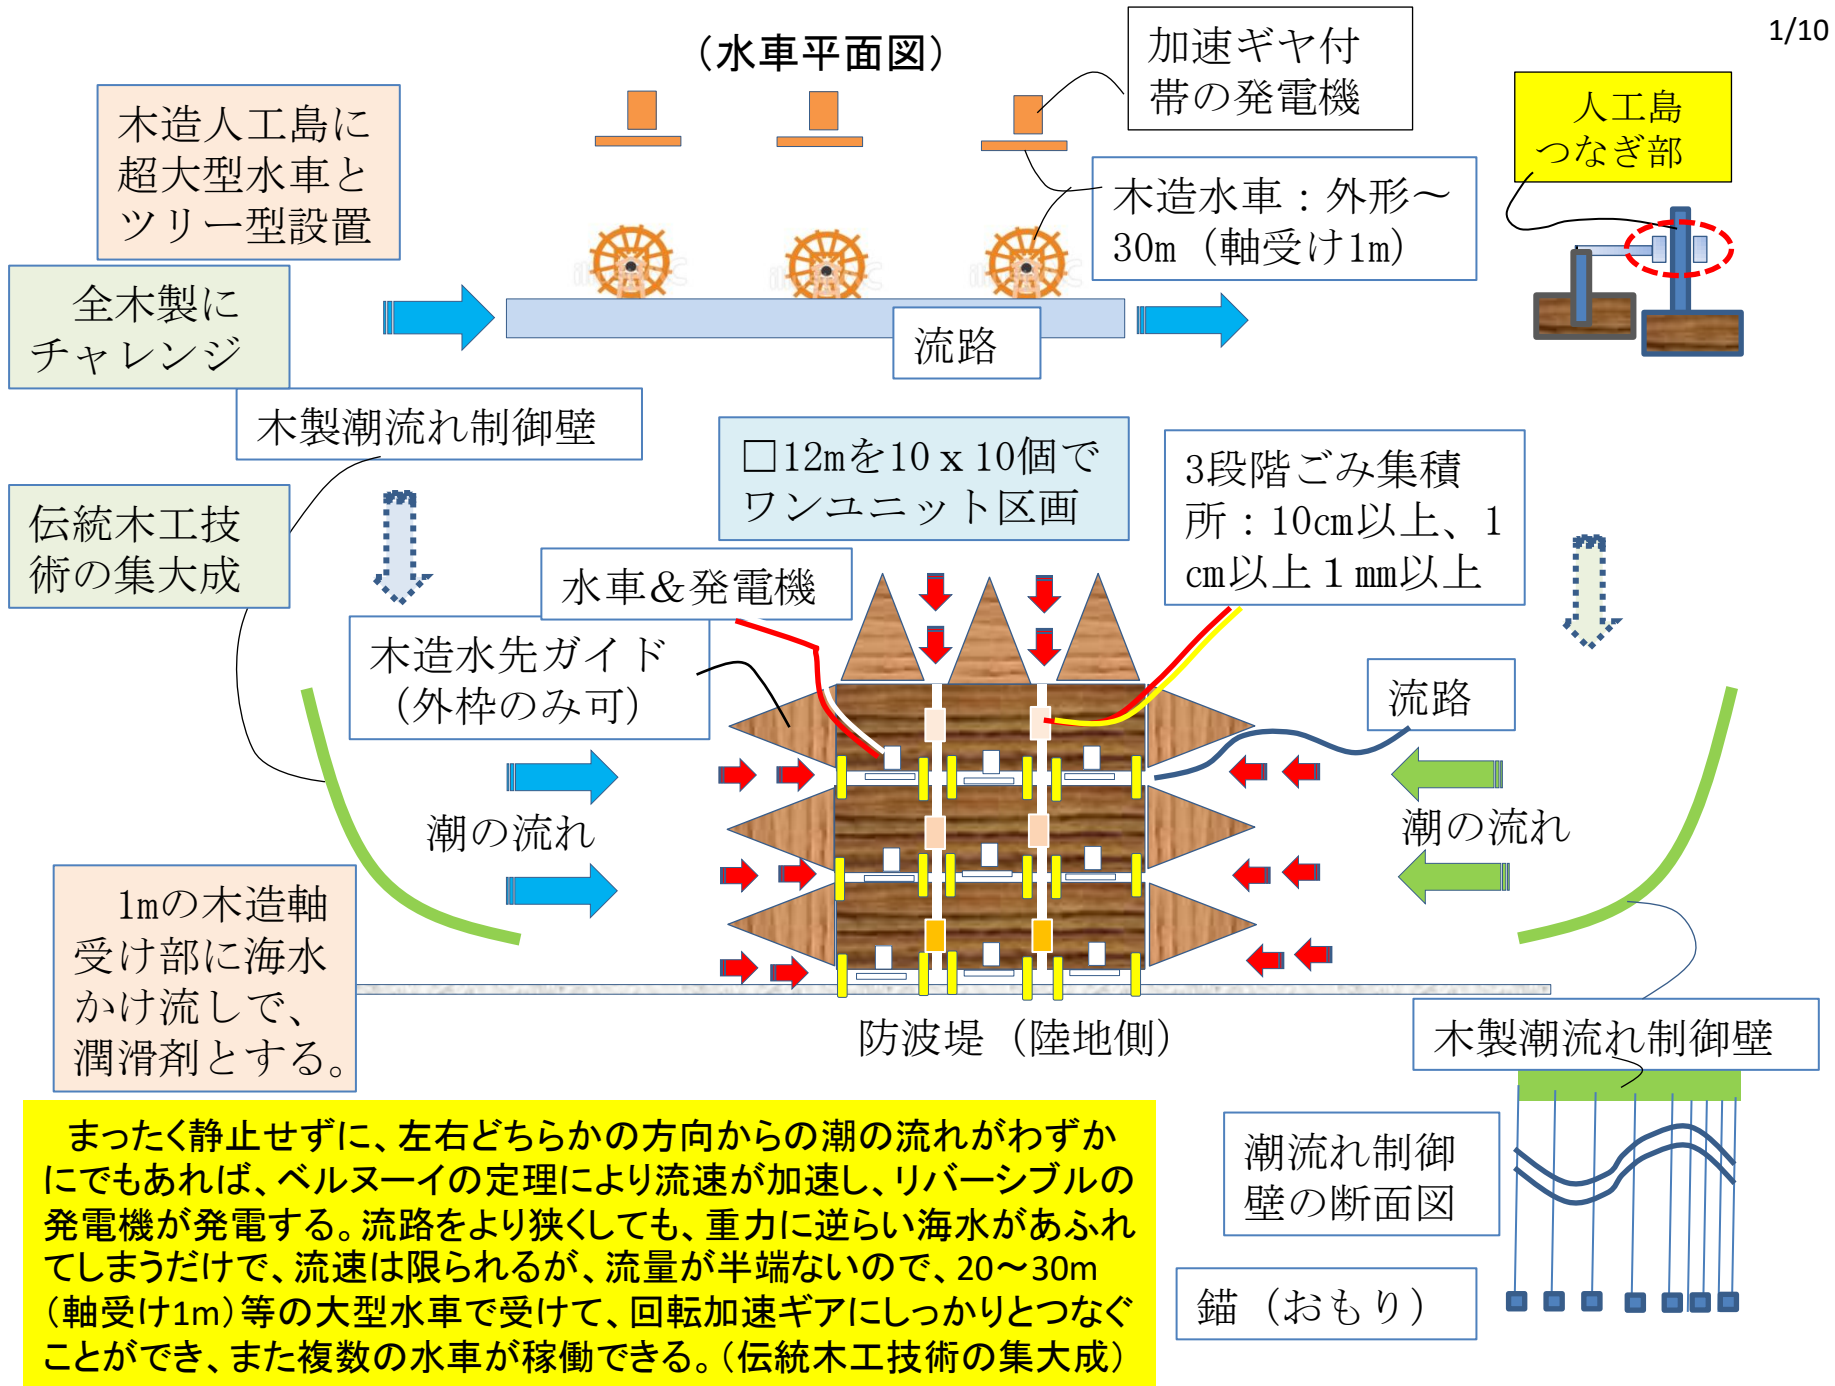 1/10
（水車平面図）
加速ギヤ付
帯の発電機
木造人工島に
超大型水車と
ツリー型設置
人工島
つなぎ部
木造水車：外形～
30m（軸受け1m）
全木製に
チャレンジ
流路
木製潮流れ制御壁
□12mを10ｘ10個で
ワンユニット区画
3段階ごみ集積
所：10㎝以上、1
㎝以上１㎜以上
伝統木工技
術の集大成
水車＆発電機
木造水先ガイド
（外枠のみ可）
流路
潮の流れ
潮の流れ
1mの木造軸
受け部に海水
かけ流しで、
潤滑剤とする。
防波堤（陸地側）
木製潮流れ制御壁
まったく静止せずに、左右どちらかの方向からの潮の流れがわずか
にでもあれば、ベルヌーイの定理により流速が加速し、リバーシブルの
発電機が発電する。流路をより狭くしても、重力に逆らい海水があふれ
てしまうだけで、流速は限られるが、流量が半端ないので、20～30m
（軸受け1m）等の大型水車で受けて、回転加速ギアにしっかりとつなぐ
ことができ、また複数の水車が稼働できる。（伝統木工技術の集大成）
潮流れ制御
壁の断面図
錨（おもり）